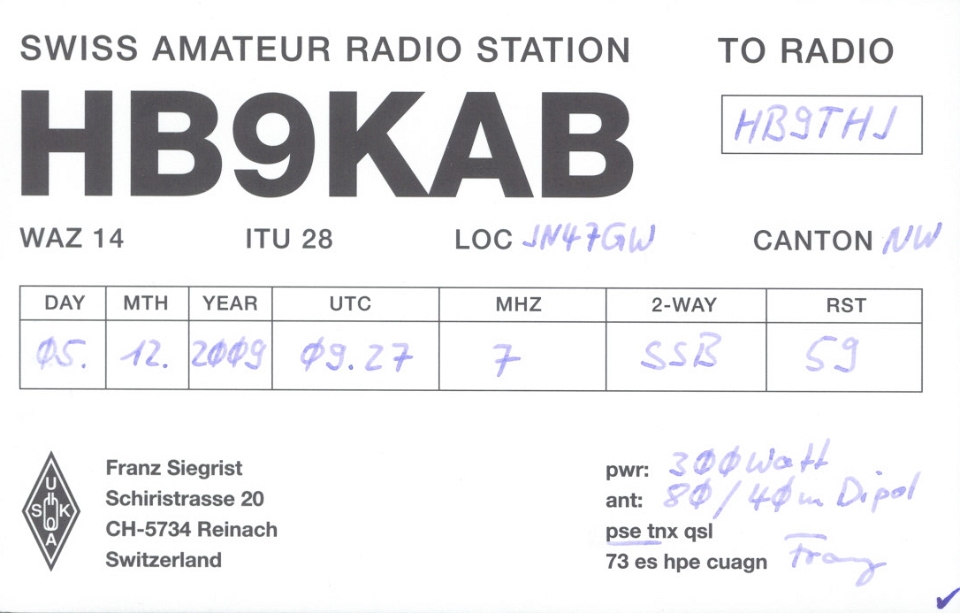 SWISS AMATEUR RADIO STATION TO RADIO
HB9KAB HB9THJ
WAZ 14 ITU 28 LOC JN47GW CANTON NW
DAY MTH YEAR UTC MHZ 2-WAY RST
05. 12. 2009 09.27 7 SSB 59
Franz Siegrist
Schiristrasse 20
CH-5734 Reinach
Switzerland
USKA
pwr: 300 Watt
ant: 80/40m Dipol
pse tnx qsl
73 es hpe cuagn Franz